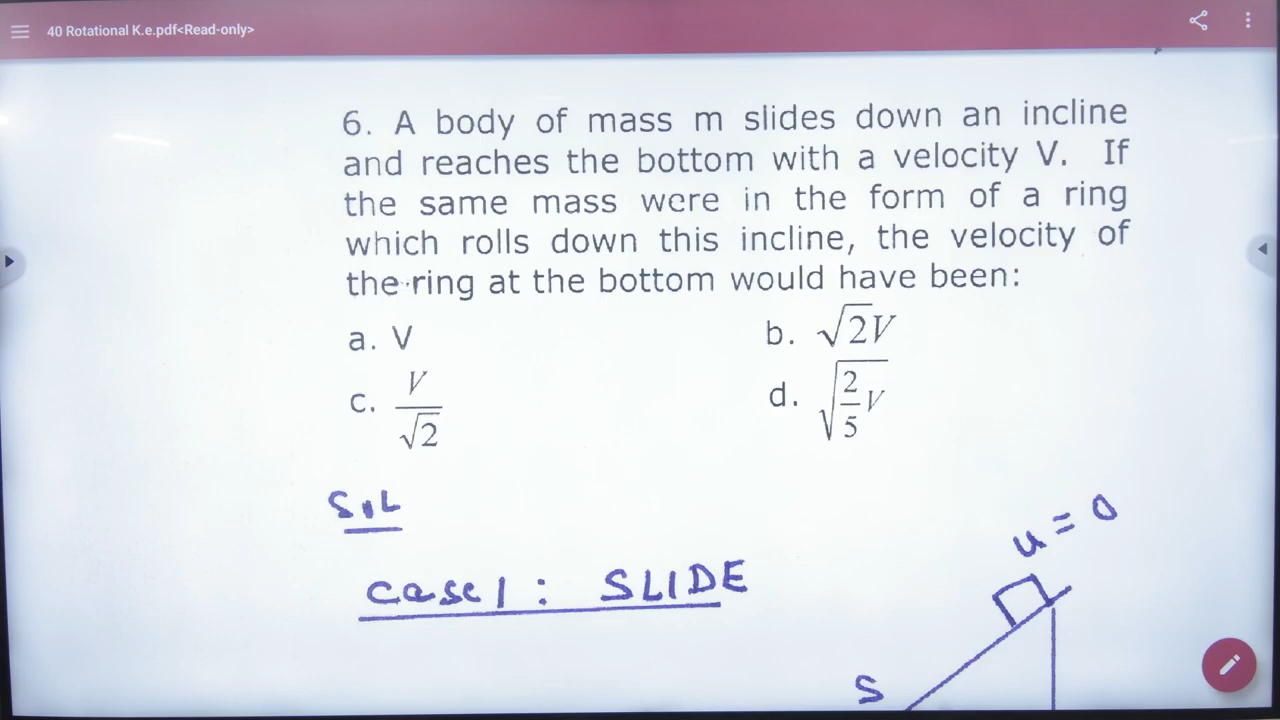 40 Rotational K.e.pdf<Read-only>
6. A body of mass m slides down an incline
and reaches the bottom with a velocity V. If
the same mass were in the form of a ring
which rolls down this incline, the velocity of
the ring at the bottom would have been:
a. V
b. √2V
c. V/√2
d. √(2/5 V)
SOL
case 1 : SLIDE
u = 0
S